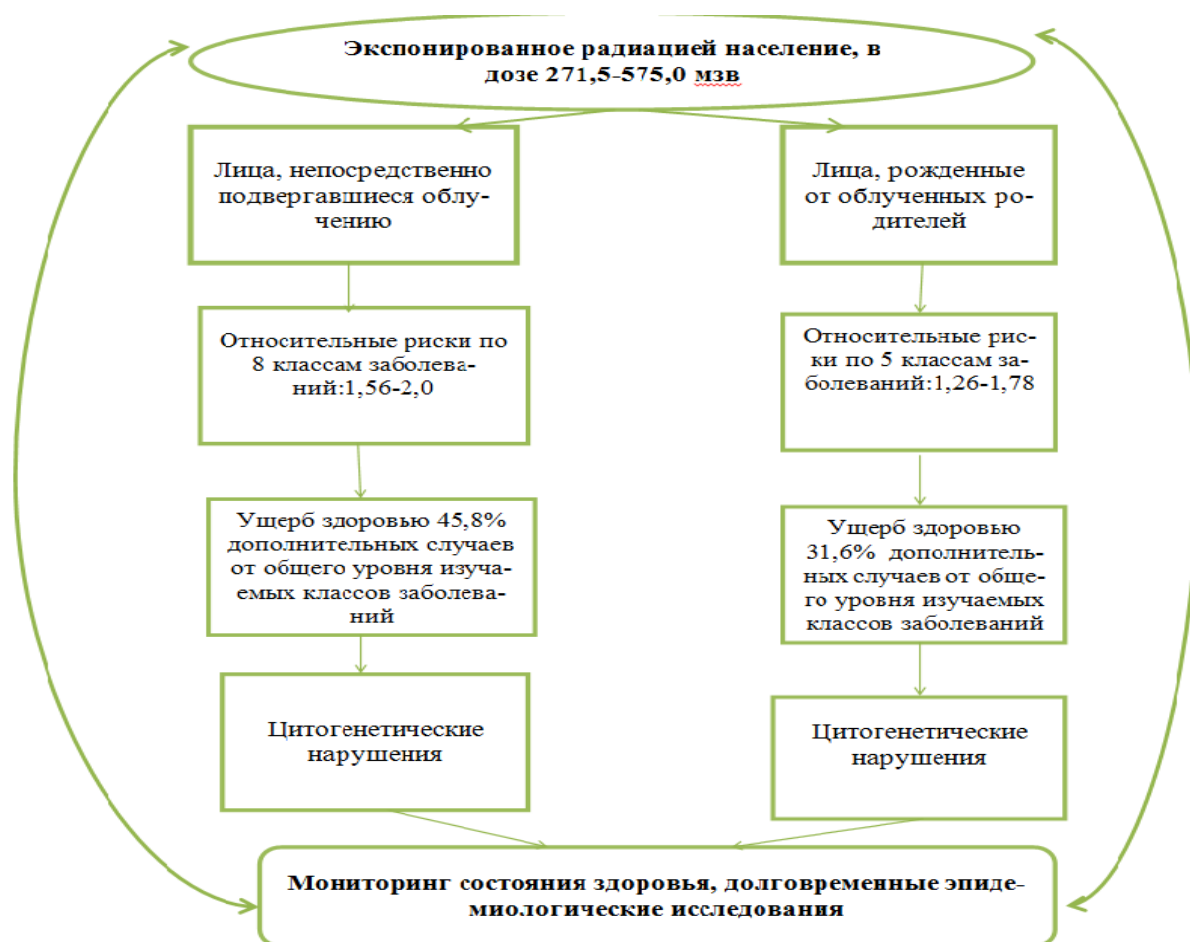 Экспонированное радиацией население, в
дозе 271,5-575,0 мзв
Лица, непосредственно
подвергавшиеся облу-
чению
Лица, рожденные
от облученных ро-
дителей
Относительные риски по
8 классам заболева-
ний:1,56-2,0
Относительные рис-
ки по 5 классам за-
болеваний:1,26-1,78
Ущерб здоровью 45,8%
дополнительных случаев
от общего уровня изуча-
емых классов заболева-
ний
Ущерб здоровью
31,6% дополнитель-
ных случаев от обще-
го уровня изучаемых
классов заболеваний
Цитогенетические
нарушения
Цитогенетические
нарушения
Мониторинг состояния здоровья, долговременные эпиде-
миологические исследования